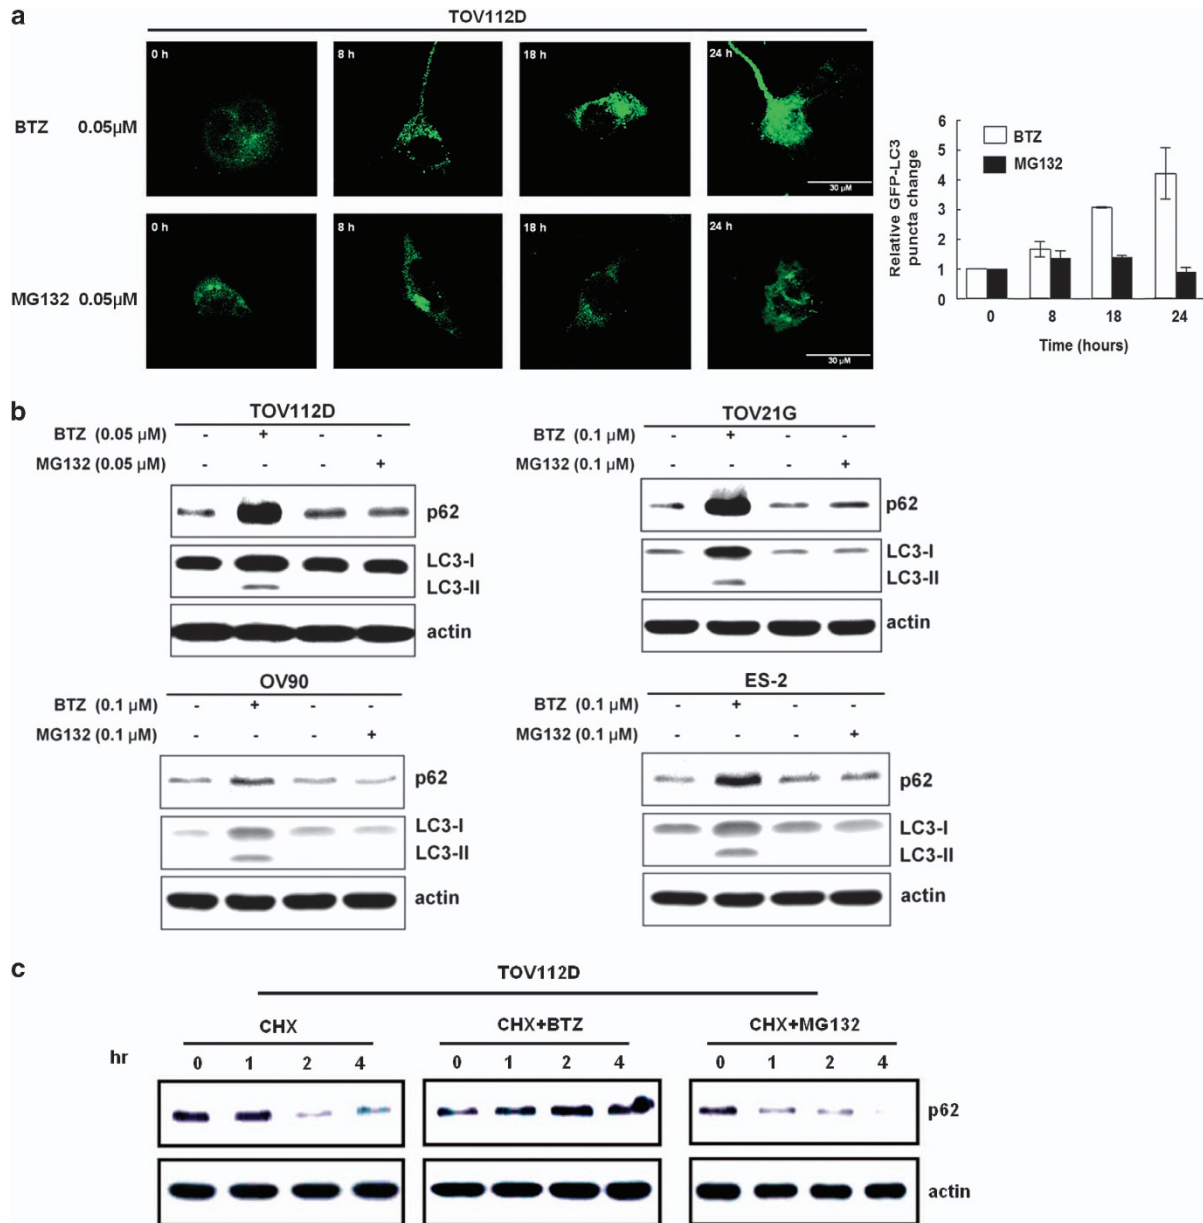 a
TOV112D
0 h 8 h 18 h 24 h
BTZ 0.05µM
30 µM
0 h 8 h 18 h 24 h
MG132 0.05µM
30 µM
Relative GFP-LC3
puncta change
6
5
4
3
2
1
0
BTZ
MG132
0 8 18 24
Time (hours)
b
TOV112D
BTZ (0.05 µM) - + - -
MG132 (0.05 µM) - - - +
p62
LC3-I
LC3-II
actin
TOV21G
BTZ (0.1 µM) - + - -
MG132 (0.1 µM) - - - +
p62
LC3-I
LC3-II
actin
OV90
BTZ (0.1 µM) - + - -
MG132 (0.1 µM) - - - +
p62
LC3-I
LC3-II
actin
ES-2
BTZ (0.1 µM) - + - -
MG132 (0.1 µM) - - - +
p62
LC3-I
LC3-II
actin
c
TOV112D
CHX CHX+BTZ CHX+MG132
hr 0 1 2 4 0 1 2 4 0 1 2 4
p62
actin